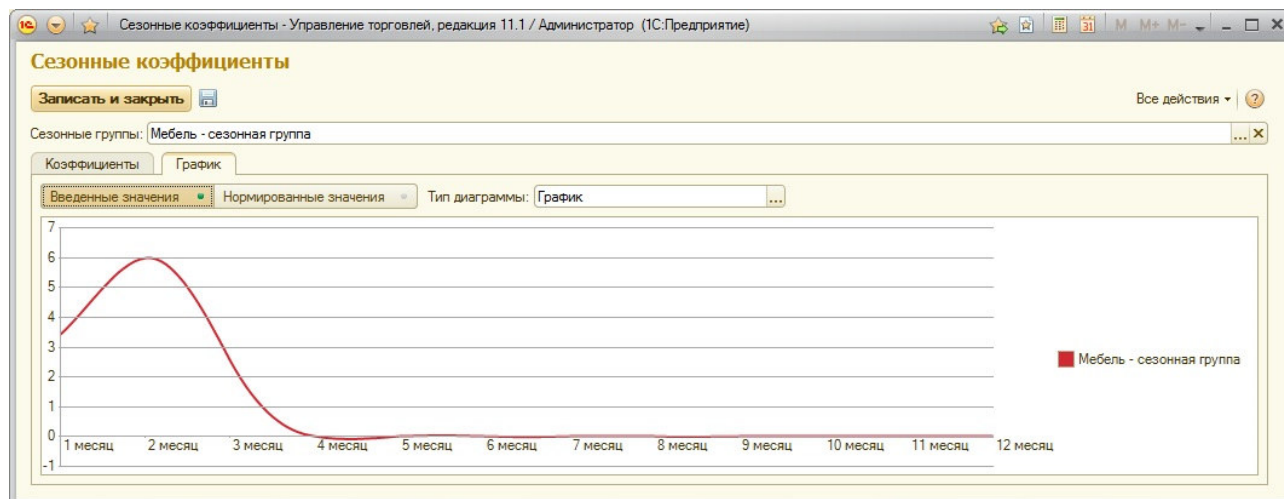 Сезонные коэффициенты - Управление торговлей, редакция 11.1 / Администратор (1С:Предприятие)
M M+ M-
Сезонные коэффициенты
Записать и закрыть
Все действия
Сезонные группы: Мебель - сезонная группа
Коэффициенты График
Введенные значения Нормированные значения Тип диаграммы: График
7
6
5
4
3
2
1
0
-1
1 месяц 2 месяц 3 месяц 4 месяц 5 месяц 6 месяц 7 месяц 8 месяц 9 месяц 10 месяц 11 месяц 12 месяц
Мебель - сезонная группа